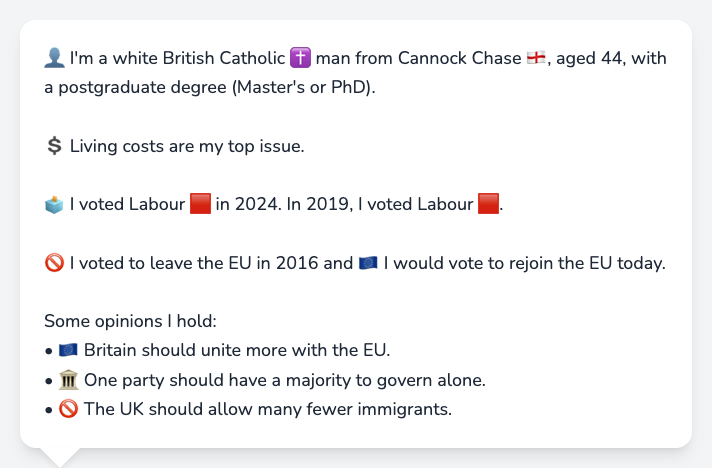 👤 I'm a white British Catholic ✝️ man from Cannock Chase 🏴󠁧󠁢󠁥󠁮󠁧󠁿, aged 44, with
a postgraduate degree (Master's or PhD).
💲 Living costs are my top issue.
🗳️ I voted Labour 🟥 in 2024. In 2019, I voted Labour 🟥.
🚫 I voted to leave the EU in 2016 and 🇪🇺 I would vote to rejoin the EU today.
Some opinions I hold:
• 🇪🇺 Britain should unite more with the EU.
• 🏛️ One party should have a majority to govern alone.
• 🚫 The UK should allow many fewer immigrants.